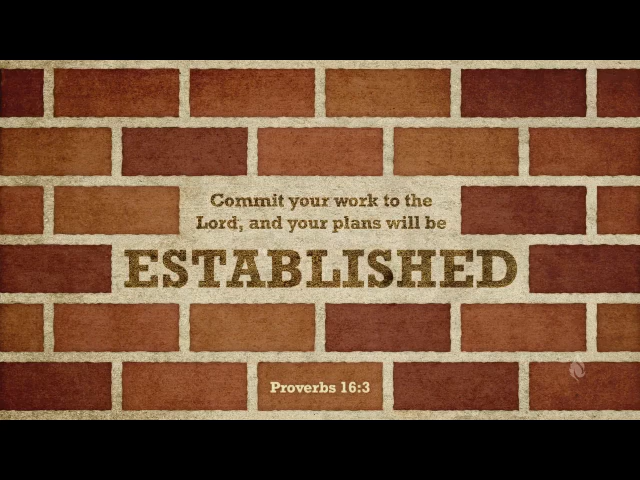 Commit your work to the
Lord, and your plans will be
ESTABLISHED
Proverbs 16:3